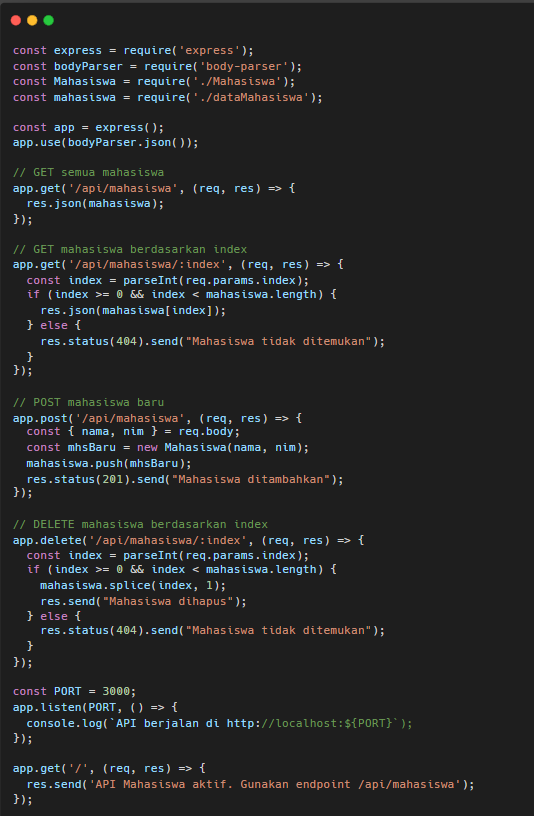 const express = require('express');
const bodyParser = require('body-parser');
const Mahasiswa = require('./Mahasiswa');
const mahasiswa = require('./dataMahasiswa');

const app = express();
app.use(bodyParser.json());

// GET semua mahasiswa
app.get('/api/mahasiswa', (req, res) => {
  res.json(mahasiswa);
});

// GET mahasiswa berdasarkan index
app.get('/api/mahasiswa/:index', (req, res) => {
  const index = parseInt(req.params.index);
  if (index >= 0 && index < mahasiswa.length) {
    res.json(mahasiswa[index]);
  } else {
    res.status(404).send("Mahasiswa tidak ditemukan");
  }
});

// POST mahasiswa baru
app.post('/api/mahasiswa', (req, res) => {
  const { nama, nim } = req.body;
  const mhsBaru = new Mahasiswa(nama, nim);
  mahasiswa.push(mhsBaru);
  res.status(201).send("Mahasiswa ditambahkan");
});

// DELETE mahasiswa berdasarkan index
app.delete('/api/mahasiswa/:index', (req, res) => {
  const index = parseInt(req.params.index);
  if (index >= 0 && index < mahasiswa.length) {
    mahasiswa.splice(index, 1);
    res.send("Mahasiswa dihapus");
  } else {
    res.status(404).send("Mahasiswa tidak ditemukan");
  }
});

const PORT = 3000;
app.listen(PORT, () => {
  console.log(`API berjalan di http://localhost:${PORT}`);
});

app.get('/', (req, res) => {
  res.send('API Mahasiswa aktif. Gunakan endpoint /api/mahasiswa');
});